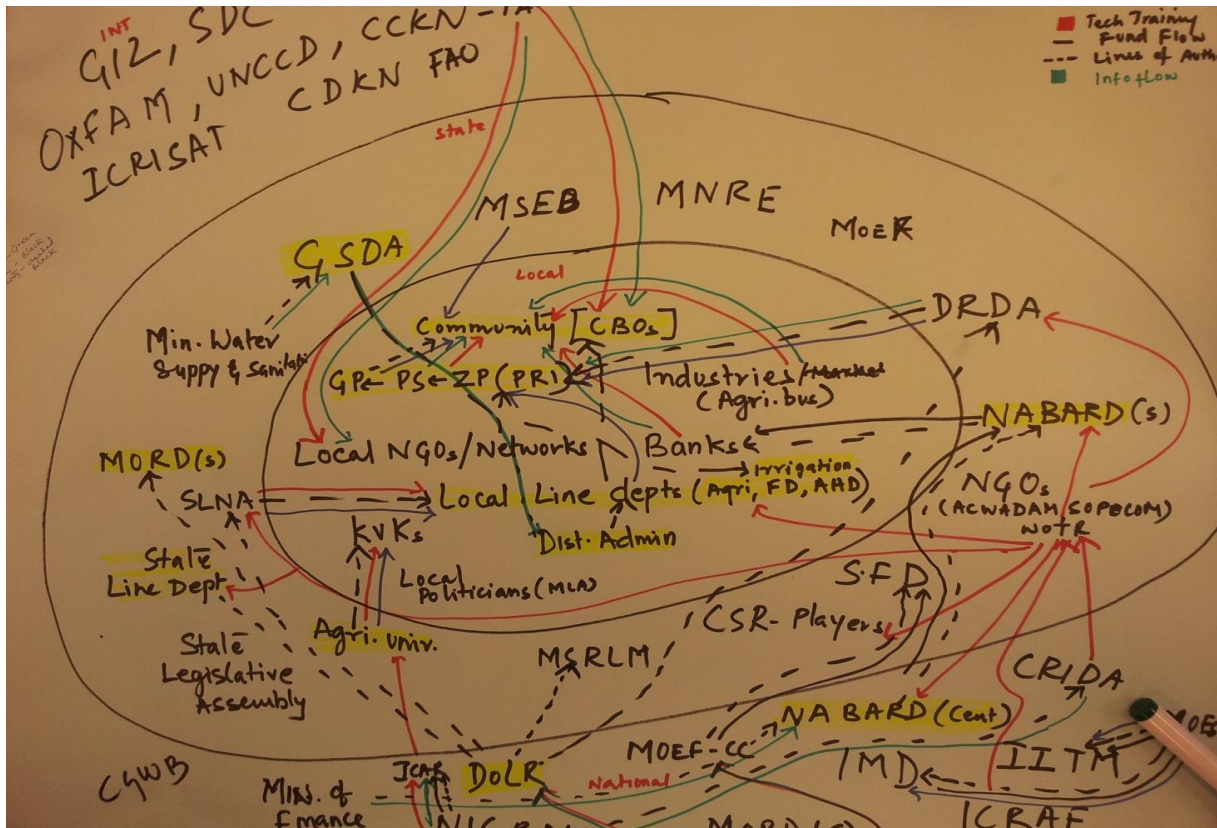 INT
GIZ, SDC
OXFAM, UNCCD, CCKN-IA
ICRISAT CDKN FAO
Tech Training
Fund Flow
Lines of Auth
Info flow
State
MSEB
MNRE
MOEF
GSDA
Local
Min. Water
Suppy & Sanitati
Community [CBOs]
DRDA
GP PS ZP (PRI)
Industries/Market
(Agri.bus)
NABARD(s)
Local NGOs/Networks
Banks
MORD(s)
Irrigation
NGOs
SLNA
Local Line depts (Agri, FD, AHD)
(ACWADAM, SOPECOM)
WOTR
KVKs
Dist. Admin
State
Line Dept
Local
Politicians (MLA)
S.F.D
CSR-Players
Agri. Univ.
State
Legislative
Assembly
MSRLM
CRIDA
NABARD (Cent)
MOEF-CC
IMD
IITM
MOES
CGWB
ICAR
DOLR
National
Mins. of
Finance
ICRAF